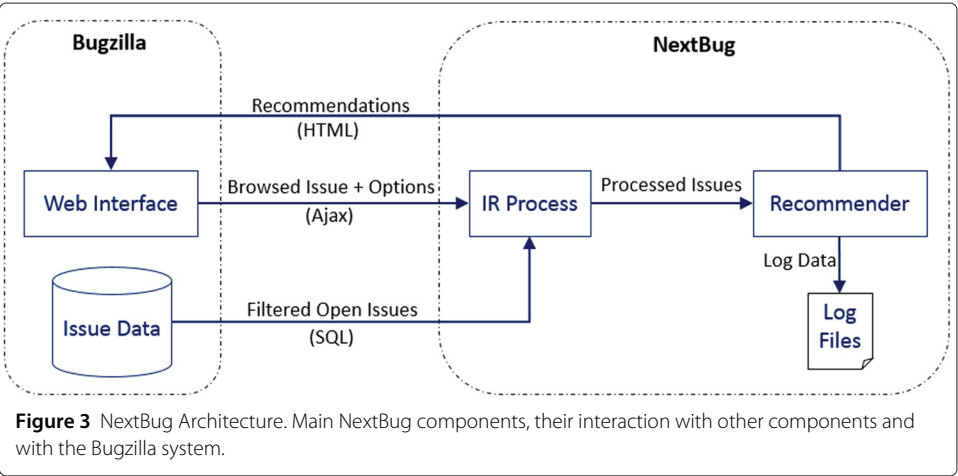 Bugzilla
NextBug
Recommendations
(HTML)
Web Interface
Browsed Issue + Options
(Ajax)
IR Process
Processed Issues
Recommender
Log Data
Issue Data
Filtered Open Issues
(SQL)
Log
Files
Figure 3 NextBug Architecture. Main NextBug components, their interaction with other components and
with the Bugzilla system.